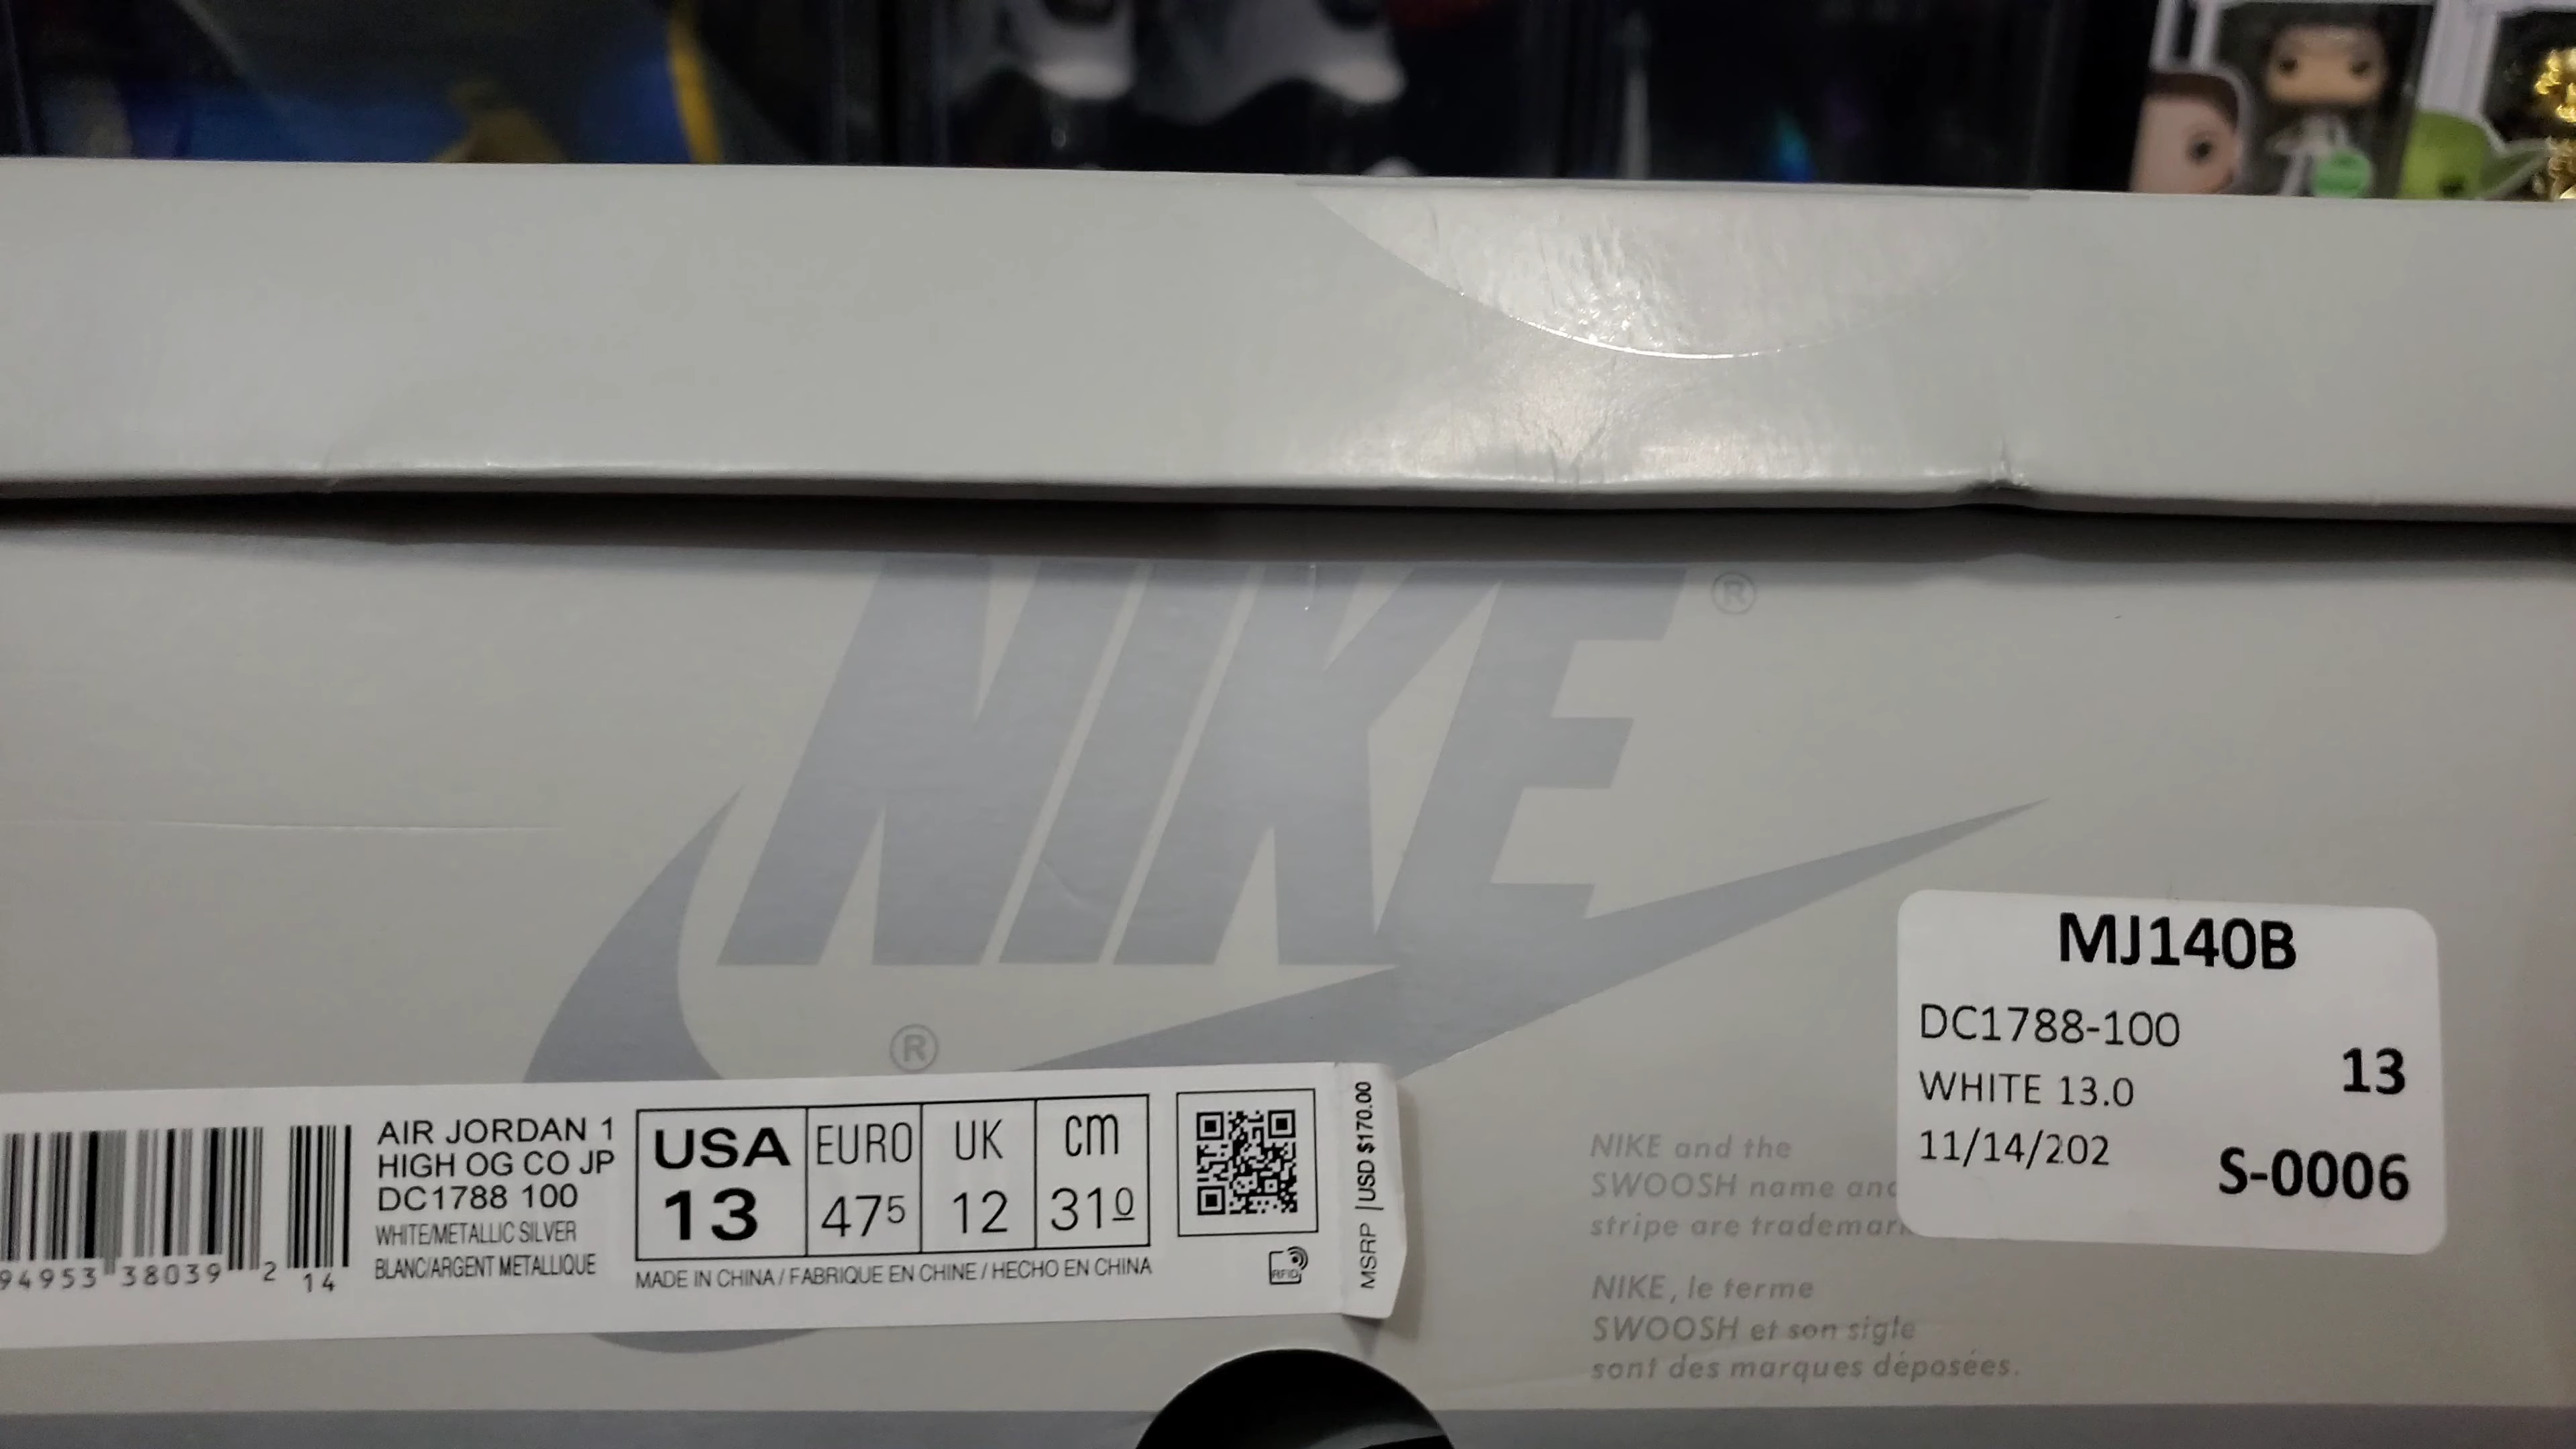 NIKE®
®
94953 38039 2 14
AIR JORDAN 1
HIGH OG CO JP
DC1788 100
WHITE/METALLIC SILVER
BLANC/ARGENT METALLIQUE
USA EURO UK cm
13 475 12 310
MADE IN CHINA / FABRIQUE EN CHINE / HECHO EN CHINA
RFID
MSRP |USD $170.00
NIKE and the
SWOOSH name and
stripe are trademar
NIKE, le terme
SWOOSH et son sigle
sont des marques déposées.
MJ140B
DC1788-100
WHITE 13.0
11/14/202
13
S-0006